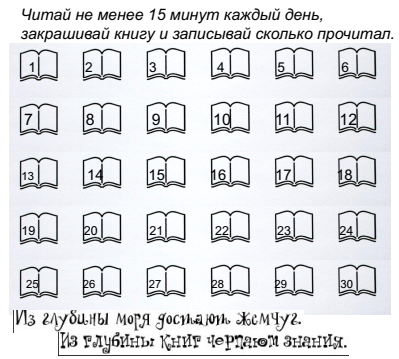 Читай не менее 15 минут каждый день,
закрашивай книгу и записывай сколько прочитал.
1 2 3 4 5 6
7 8 9 10 11 12
13 14 15 16 17 18
19 20 21 22 23 24
25 26 27 28 29 30
Из глубины моря достают жемчуг.
Из глубины книг черпают знания.